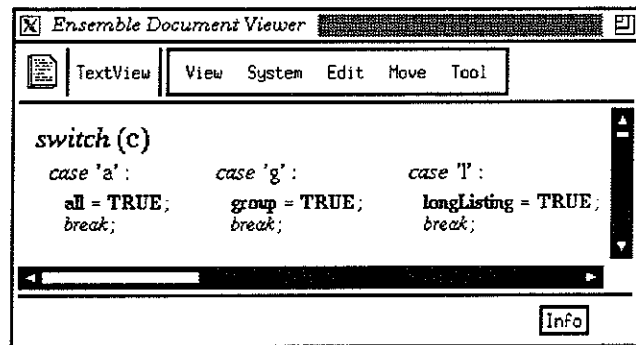 Ensemble Document Viewer
TextView View System Edit Move Tool
switch (c)
case 'a' : case 'g' : case 'l' :
all = TRUE; group = TRUE; longListing = TRUE;
break; break; break;
Info